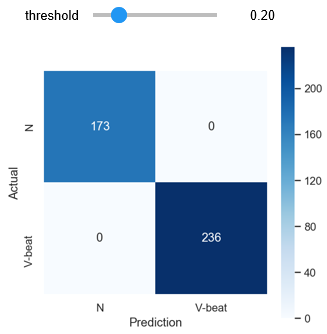 threshold 0.20
N 173 0
V-beat 0 236
Actual
N V-beat
Prediction
200
160
120
80
40
0